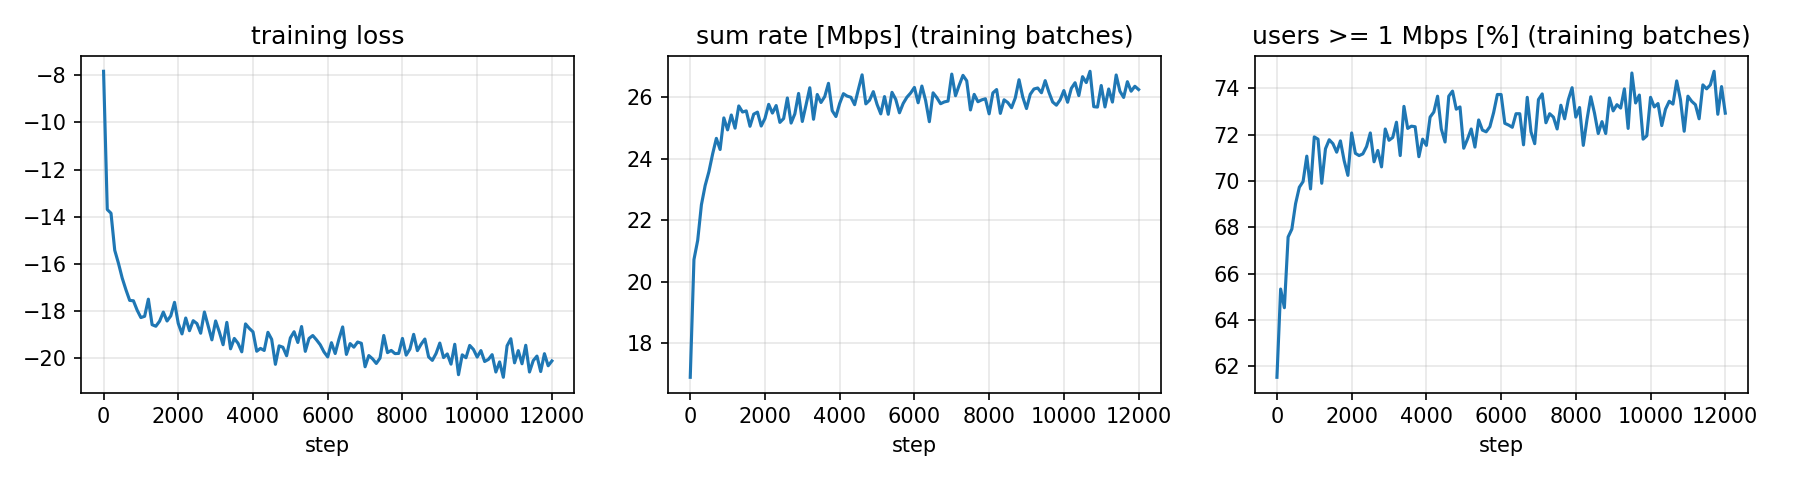 training loss
−8
−10
−12
−14
−16
−18
−20
0 2000 4000 6000 8000 10000 12000
step
sum rate [Mbps] (training batches)
26
24
22
20
18
0 2000 4000 6000 8000 10000 12000
step
users >= 1 Mbps [%] (training batches)
74
72
70
68
66
64
62
0 2000 4000 6000 8000 10000 12000
step